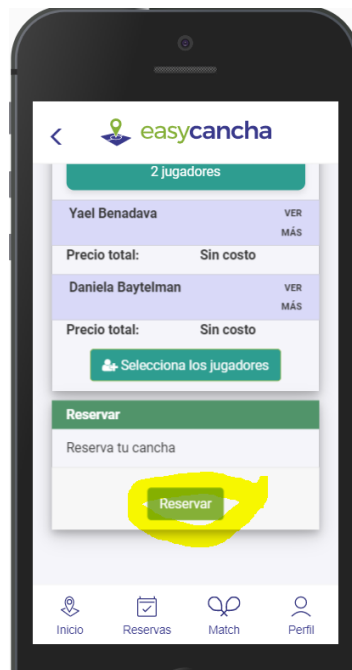 easycancha
2 jugadores
Yael Benadava VER MÁS
Precio total: Sin costo
Daniela Baytelman VER MÁS
Precio total: Sin costo
Selecciona los jugadores
Reservar
Reserva tu cancha
Reservar
Inicio Reservas Match Perfil